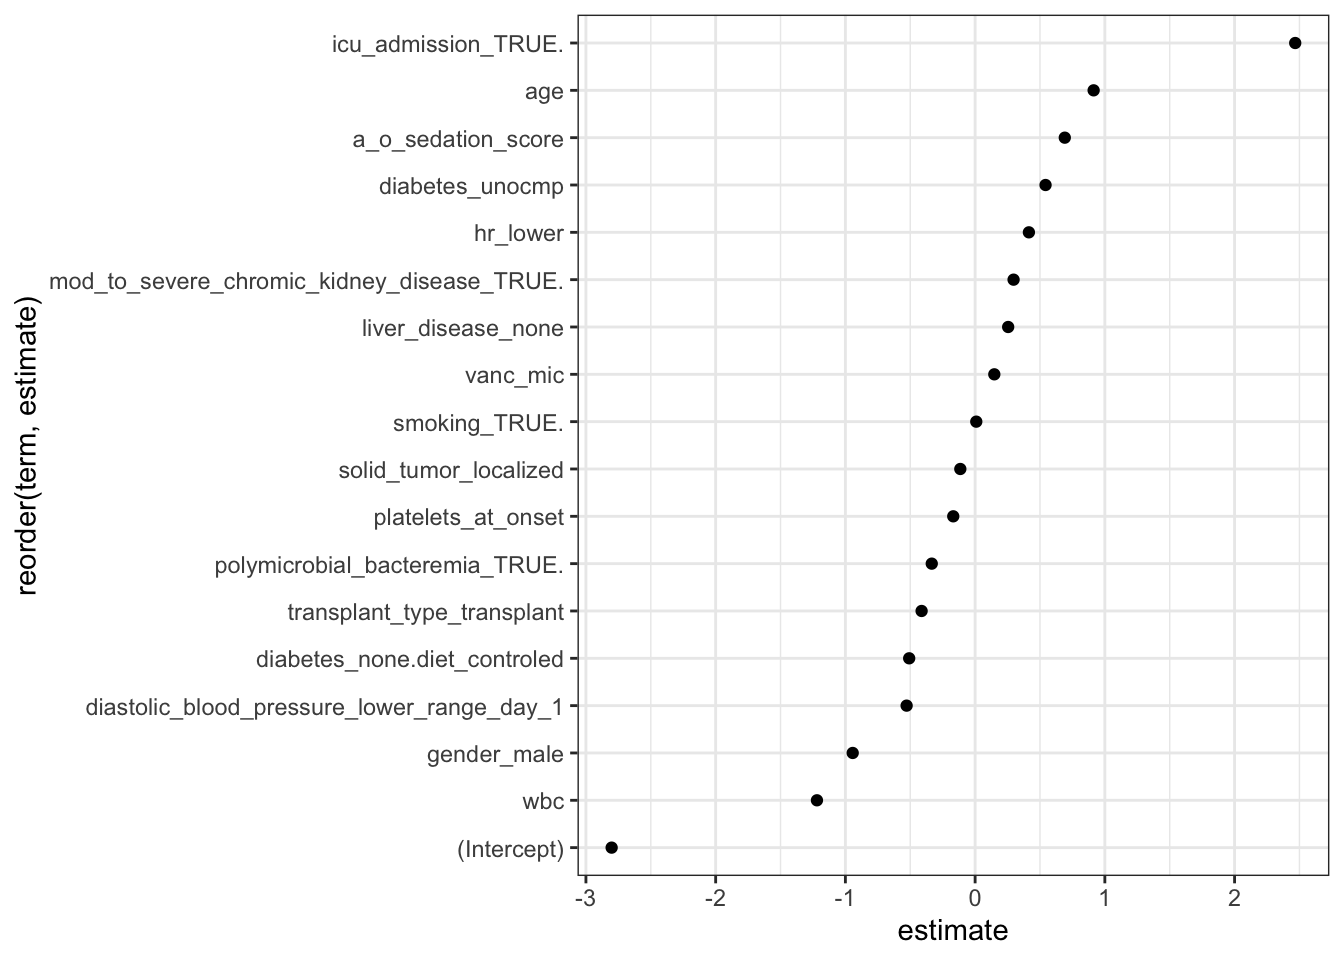 icu_admission_TRUE.
age
a_o_sedation_score
diabetes_unocmp
hr_lower
mod_to_severe_chromic_kidney_disease_TRUE.
liver_disease_none
vanc_mic
smoking_TRUE.
solid_tumor_localized
platelets_at_onset
polymicrobial_bacteremia_TRUE.
transplant_type_transplant
diabetes_none.diet_controled
diastolic_blood_pressure_lower_range_day_1
gender_male
wbc
(Intercept)
reorder(term, estimate)
-3 -2 -1 0 1 2
estimate